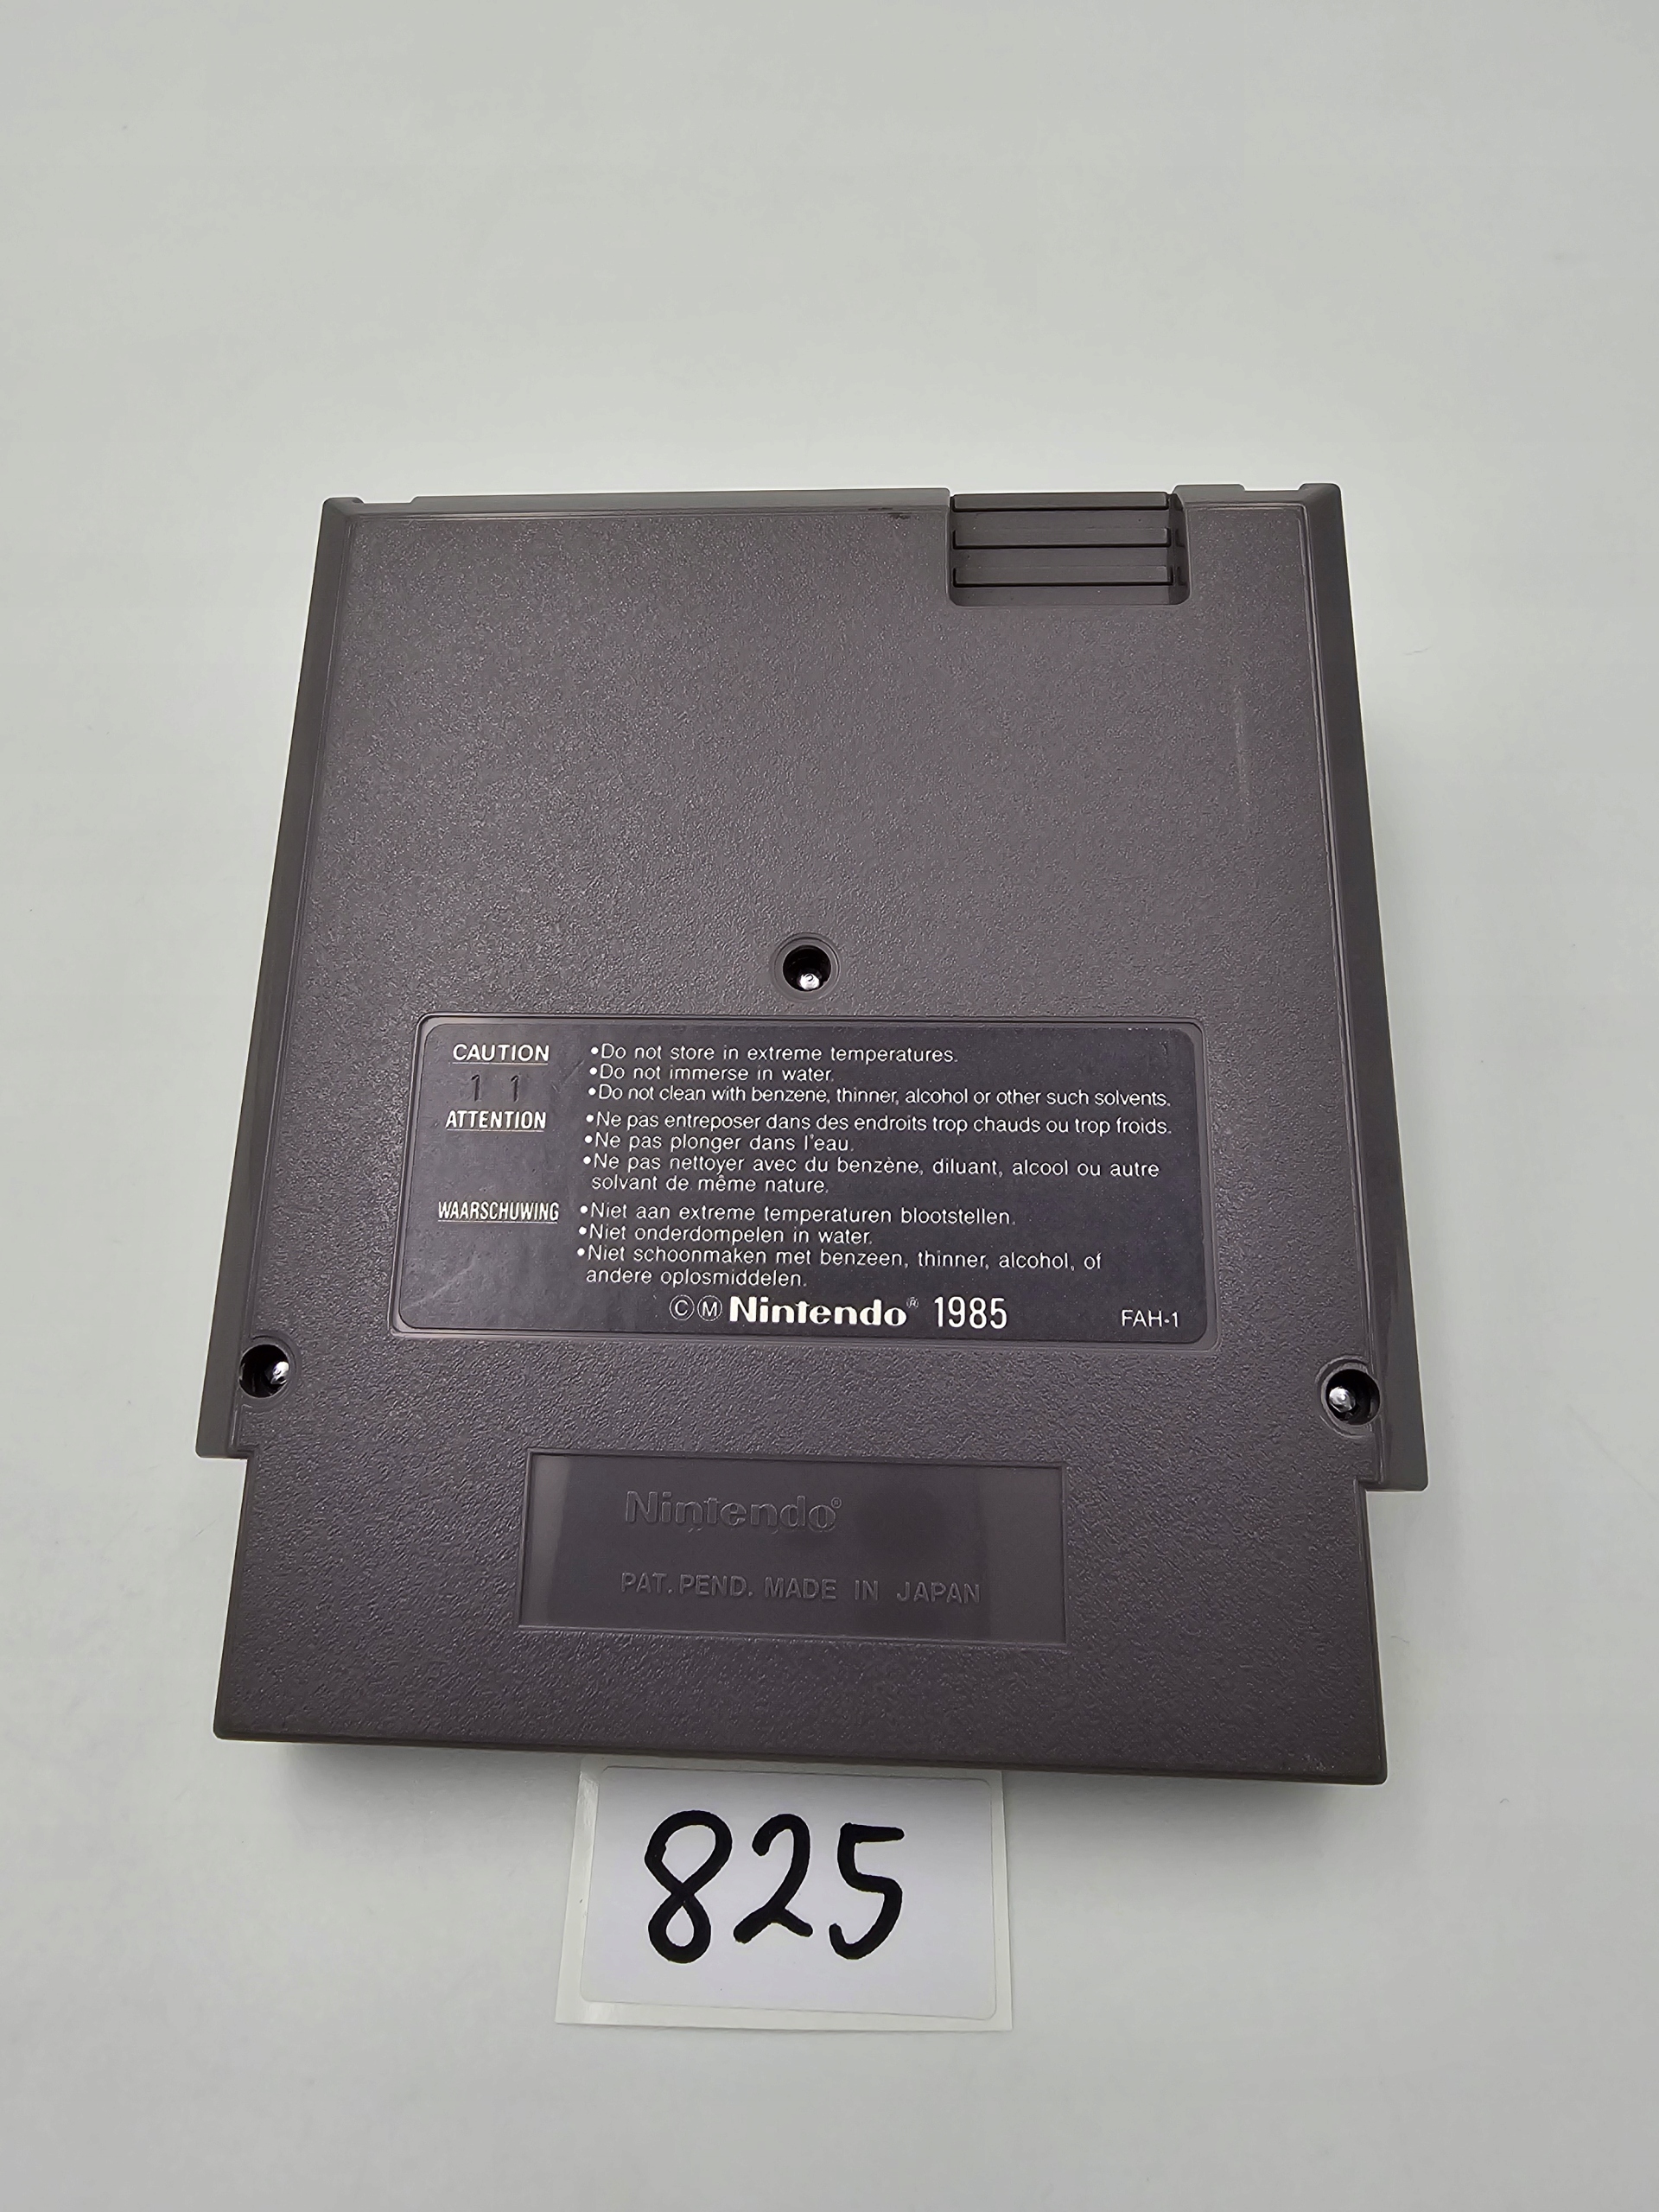 CAUTION •Do not store in extreme temperatures.
•Do not immerse in water.
11 •Do not clean with benzene, thinner, alcohol or other such solvents.
ATTENTION •Ne pas entreposer dans des endroits trop chauds ou trop froids.
•Ne pas plonger dans l'eau.
•Ne pas nettoyer avec du benzène, diluant, alcool ou autre
solvant de même nature.
WAARSCHUWING •Niet aan extreme temperaturen blootstellen.
•Niet onderdompelen in water.
•Niet schoonmaken met benzeen, thinner, alcohol, of
andere oplosmiddelen.
ⒸⓂ Nintendo® 1985 FAH-1
Nintendo®
PAT. PEND. MADE IN JAPAN
825